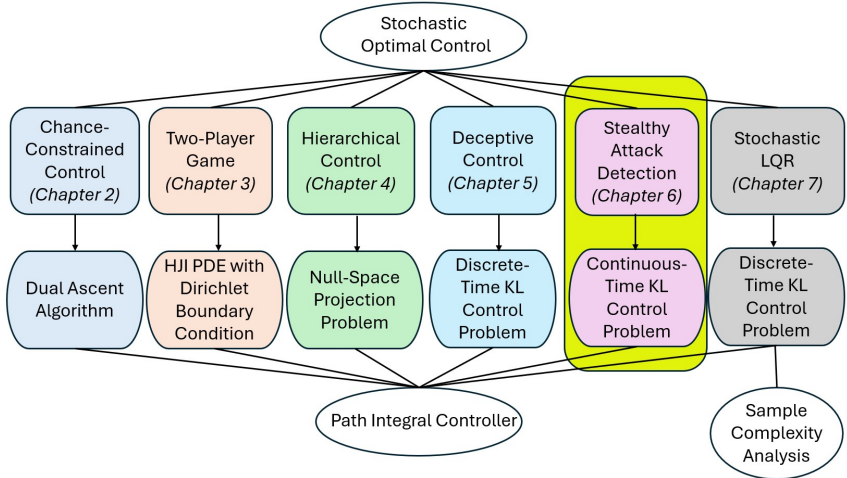 Stochastic
Optimal Control
Chance-
Constrained
Control
(Chapter 2)
Two-Player
Game
(Chapter 3)
Hierarchical
Control
(Chapter 4)
Deceptive
Control
(Chapter 5)
Stealthy
Attack
Detection
(Chapter 6)
Stochastic
LQR
(Chapter 7)
Dual Ascent
Algorithm
HJI PDE with
Dirichlet
Boundary
Condition
Null-Space
Projection
Problem
Discrete-
Time KL
Control
Problem
Continuous-
Time KL
Control
Problem
Discrete-
Time KL
Control
Problem
Path Integral Controller
Sample
Complexity
Analysis